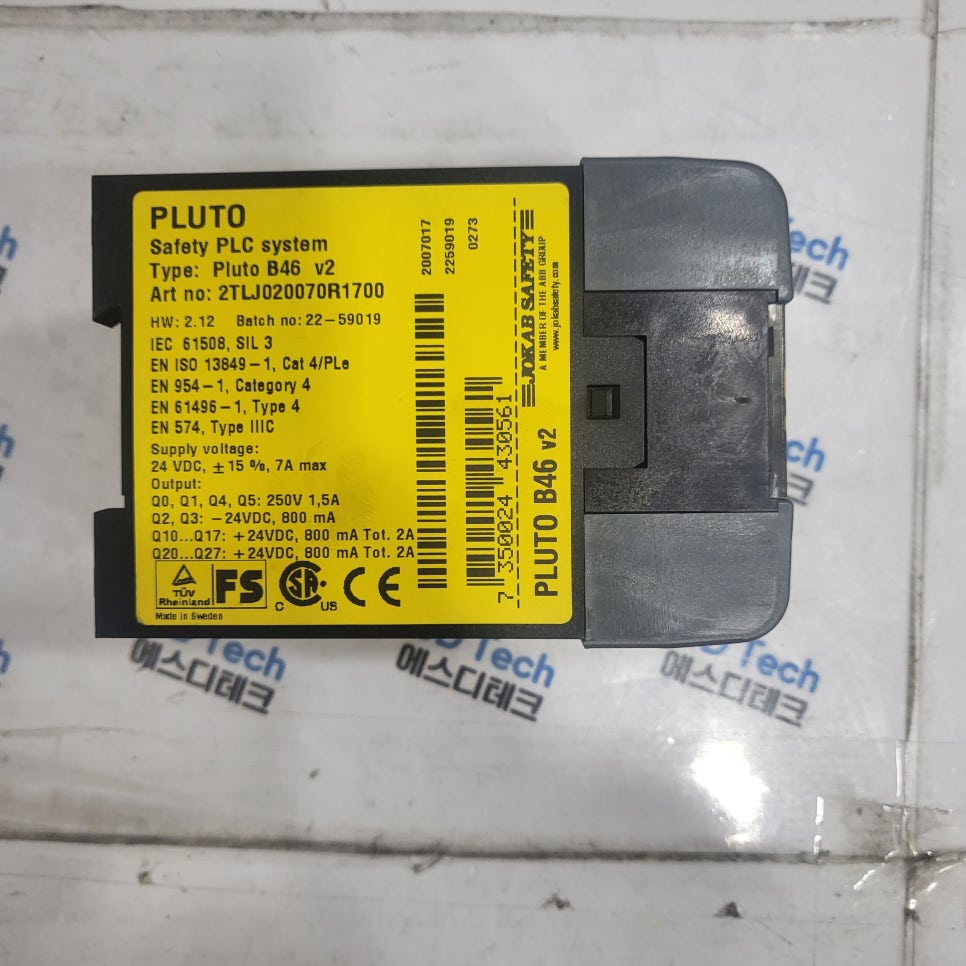 PLUTO
Safety PLC system
Type: Pluto B46 v2
Art no: 2TLJ020070R1700
HW: 2.12 Batch no: 22-59019
IEC 61508, SIL 3
EN ISO 13849-1, Cat 4/PLe
EN 954-1, Category 4
EN 61496-1, Type 4
EN 574, Type IIIC
Supply voltage:
24 VDC, ±15 %, 7A max
Output:
Q0, Q1, Q4, Q5: 250V 1,5A
Q2, Q3: -24VDC, 800 mA
Q10...Q17: +24VDC, 800 mA Tot. 2A
Q20...Q27: +24VDC, 800 mA Tot. 2A
TÜV
Rheinland
FS
C SA US
CE
Made in Sweden
2007017
2259019
0273
7 350024 430561
JOKAB SAFETY
A MEMBER OF THE ABB GROUP
www.jokabsafety.com
PLUTO B46 v2
Tech
Tech
에스디테크
Tech
에스디테크
Tech
에스디테크